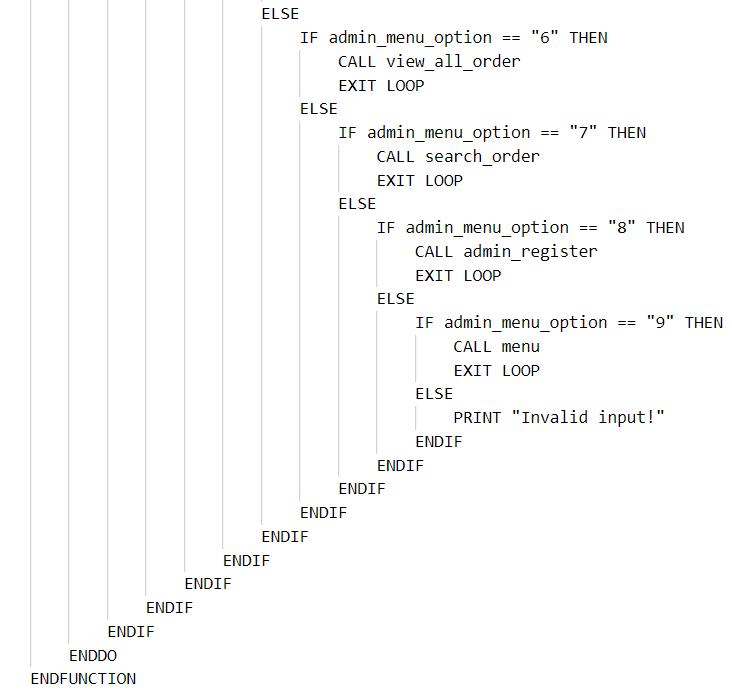 ELSE
IF admin_menu_option == "6" THEN
CALL view_all_order
EXIT LOOP
ELSE
IF admin_menu_option == "7" THEN
CALL search_order
EXIT LOOP
ELSE
IF admin_menu_option == "8" THEN
CALL admin_register
EXIT LOOP
ELSE
IF admin_menu_option == "9" THEN
CALL menu
EXIT LOOP
ELSE
PRINT "Invalid input!"
ENDIF
ENDIF
ENDIF
ENDIF
ENDIF
ENDIF
ENDIF
ENDIF
ENDIF
ENDDO
ENDFUNCTION